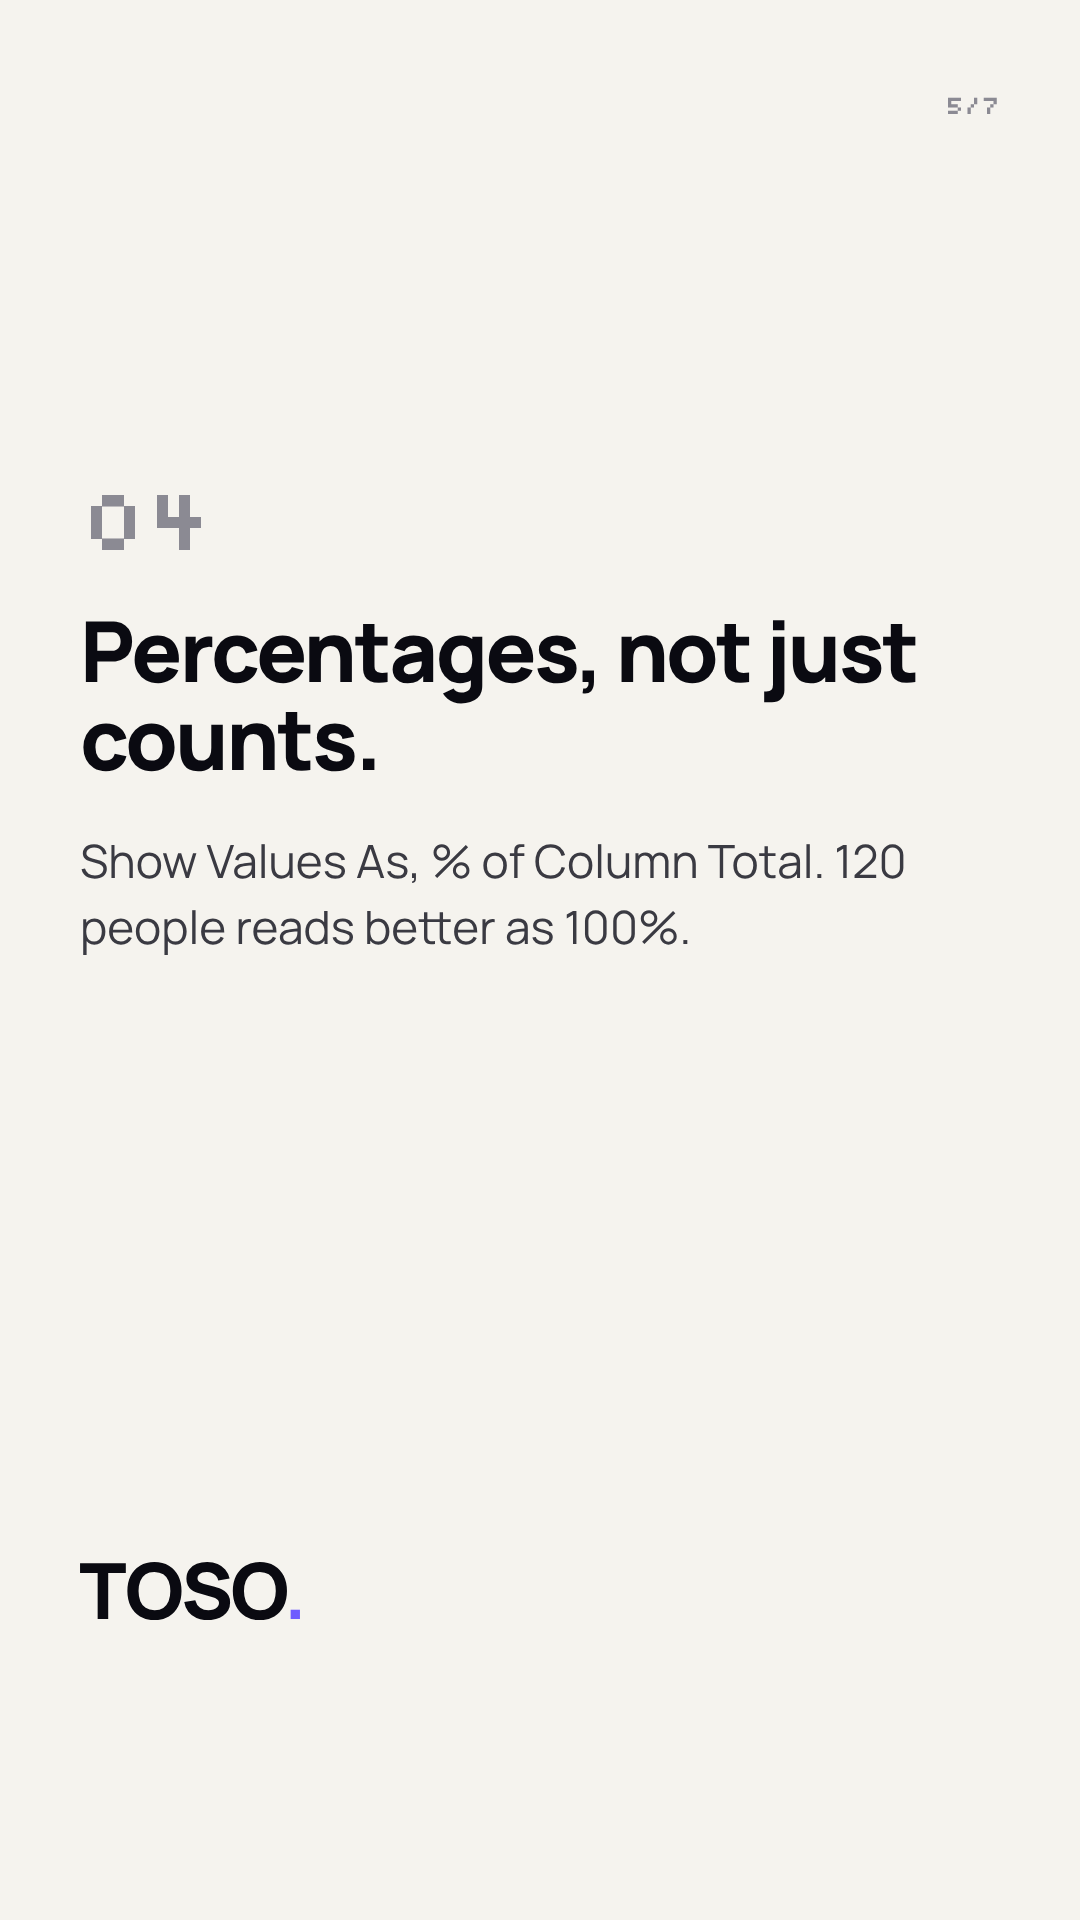 5/7
04
Percentages, not just
counts.
Show Values As, % of Column Total. 120
people reads better as 100%.
TOSO.